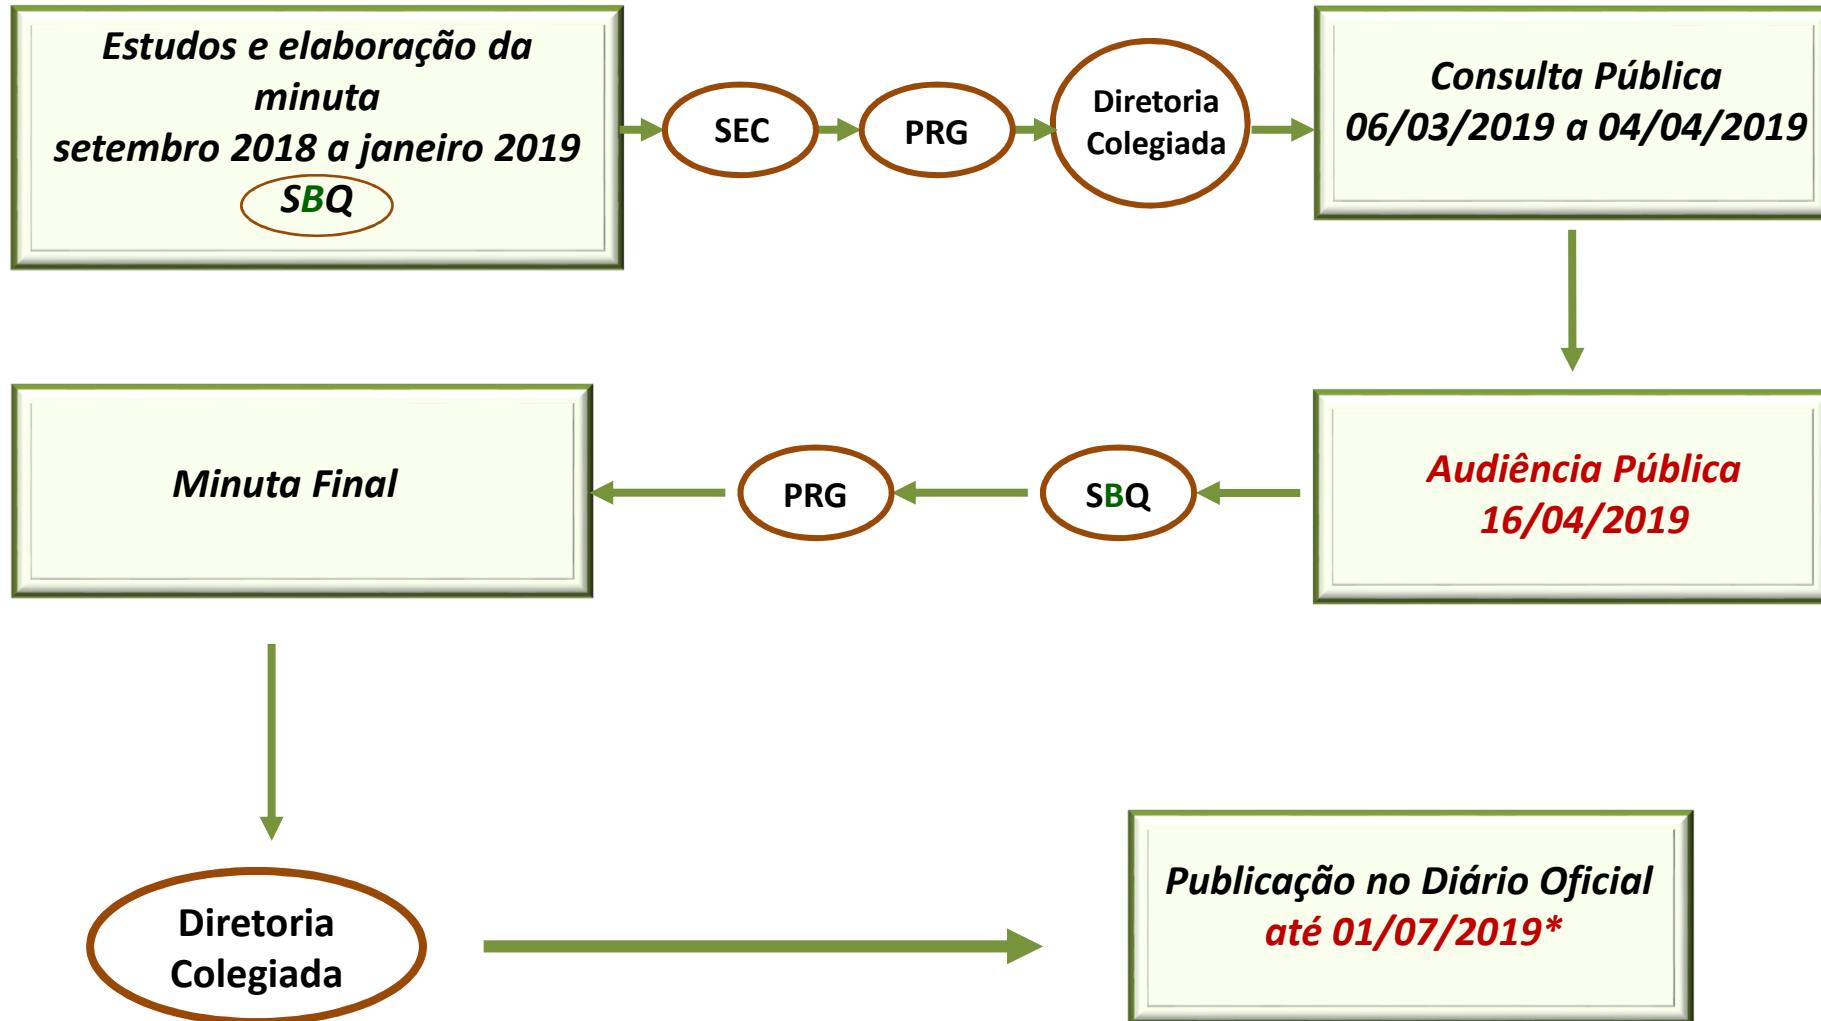 Estudos e elaboração da
minuta
setembro 2018 a janeiro 2019
SBQ
SEC
PRG
Diretoria
Colegiada
Consulta Pública
06/03/2019 a 04/04/2019
Audiência Pública
16/04/2019
SBQ
PRG
Minuta Final
Diretoria
Colegiada
Publicação no Diário Oficial
até 01/07/2019*